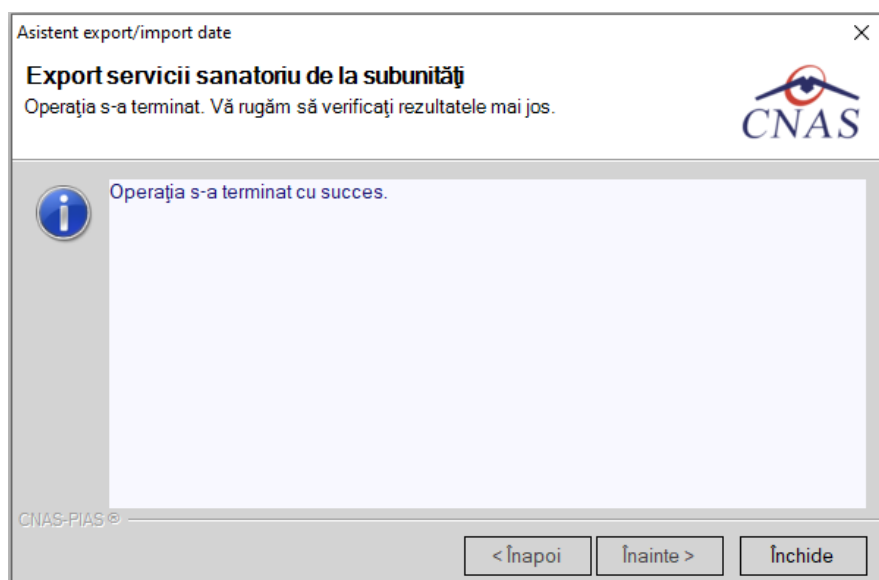 Asistent export/import date
Export servicii sanatoriu de la subunităţi
Operaţia s-a terminat. Vă rugăm să verificaţi rezultatele mai jos.
CNAS
Operaţia s-a terminat cu succes.
CNAS-PIAS ®
< Înapoi
Înainte >
Închide